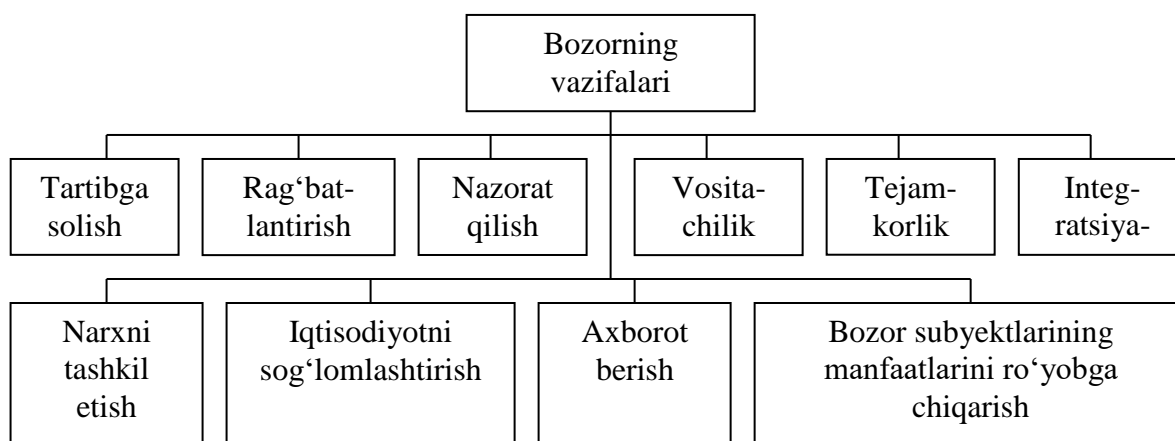 Bozorning
vazifalari
Tartibga
solish
Rag‘bat-
lantirish
Nazorat
qilish
Vosita-
chilik
Tejam-
korlik
Integ-
ratsiya-
Narxni
tashkil
etish
Iqtisodiyotni
sog‘lomlashtirish
Axborot
berish
Bozor subyektlarining
manfaatlarini ro‘yobga
chiqarish